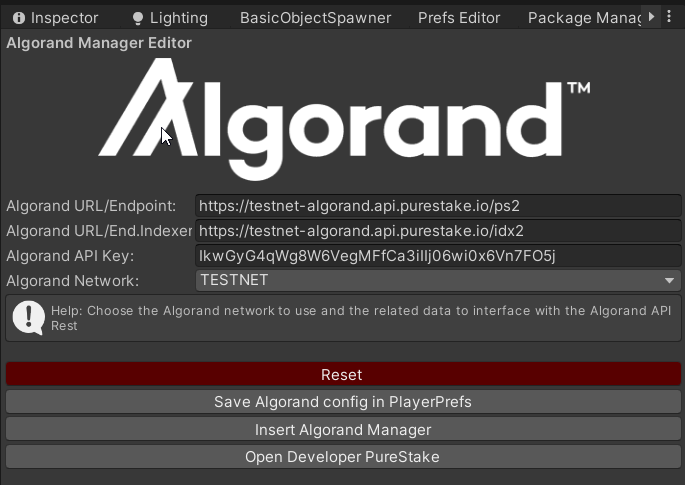 Inspector Lighting BasicObjectSpawner Prefs Editor Package Manag
Algorand Manager Editor
Algorand™
Algorand URL/Endpoint: https://testnet-algorand.api.purestake.io/ps2
Algorand URL/End.Indexer https://testnet-algorand.api.purestake.io/idx2
Algorand API Key: IkwGyG4qWg8W6VegMFfCa3iIIj06wi0x6Vn7FO5j
Algorand Network: TESTNET
Help: Choose the Algorand network to use and the related data to interface with the Algorand API
Rest
Reset
Save Algorand config in PlayerPrefs
Insert Algorand Manager
Open Developer PureStake